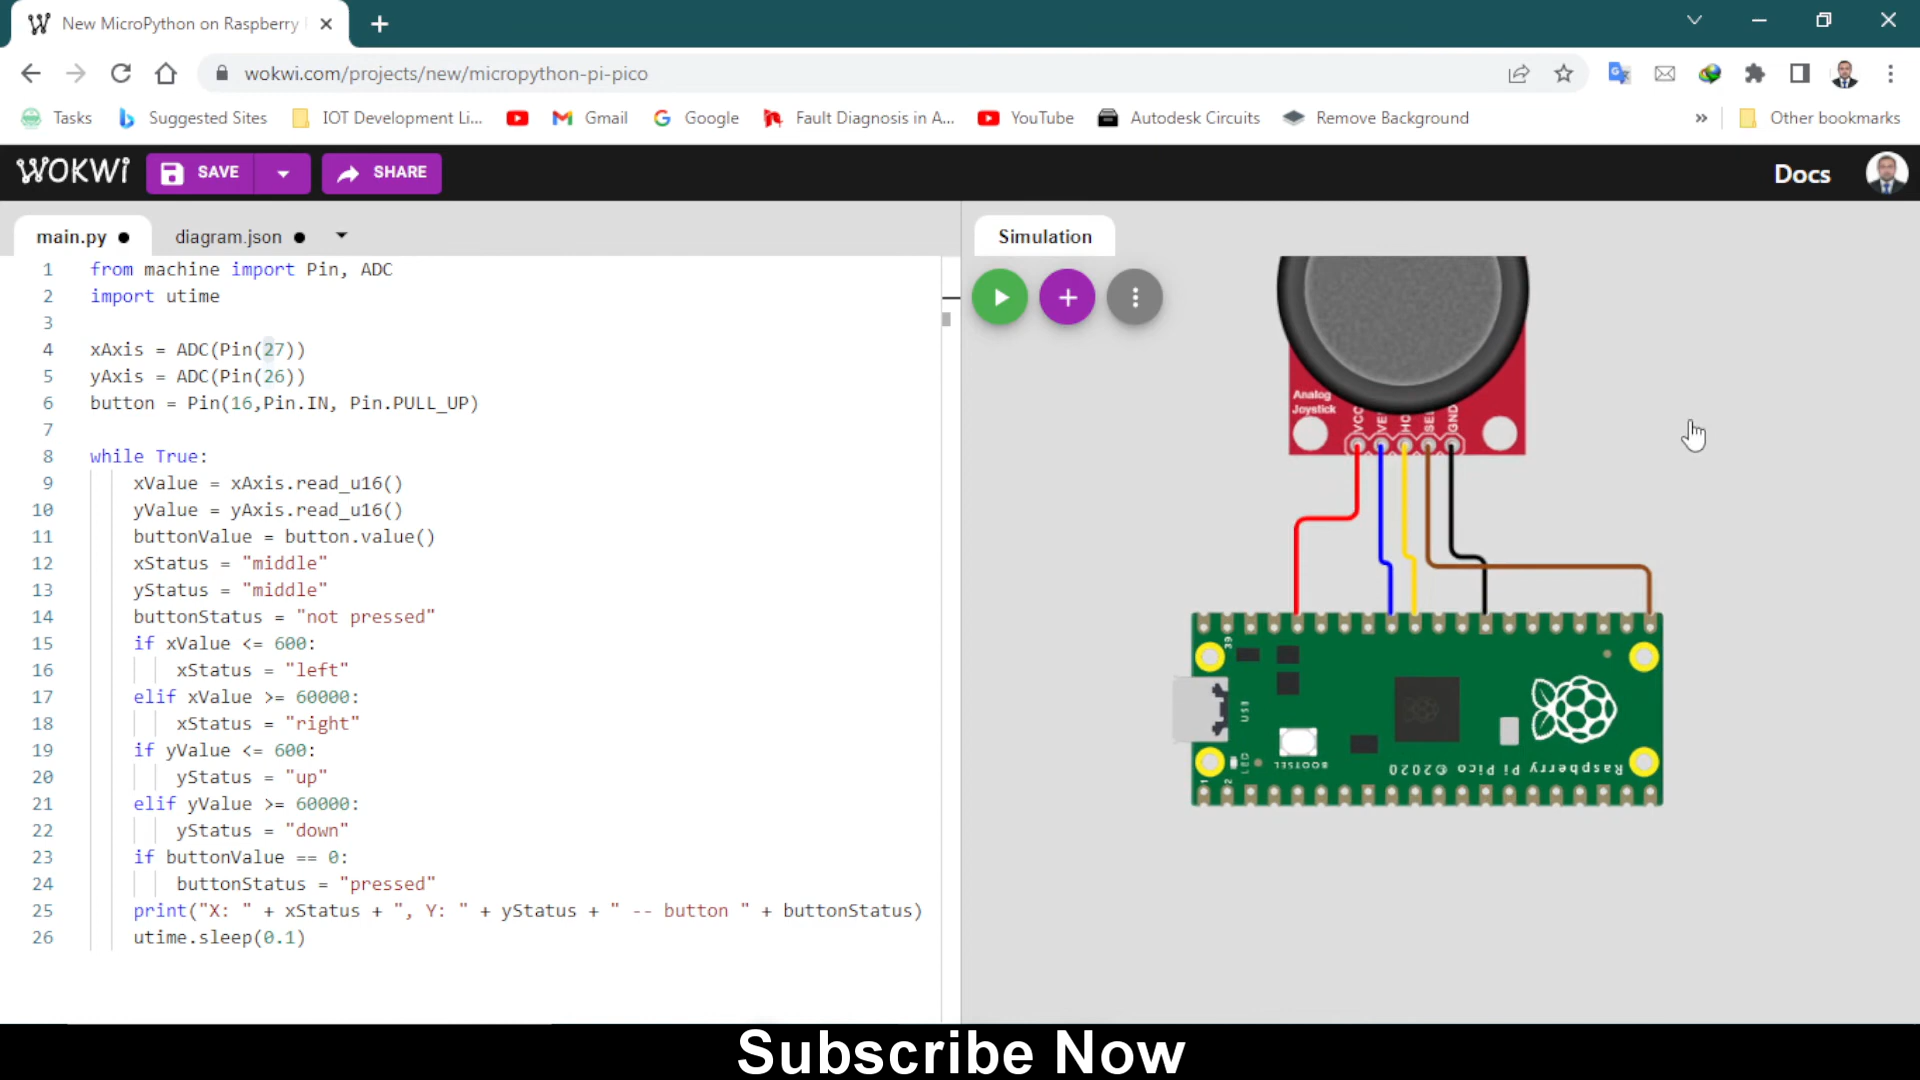 New MicroPython on Raspberry
wokwi.com/projects/new/micropython-pi-pico
Tasks Suggested Sites IOT Development Li... Gmail Google Fault Diagnosis in A... YouTube Autodesk Circuits Remove Background » Other bookmarks
WOKWi SAVE SHARE Docs
main.py ● diagram.json ●
Simulation
1 from machine import Pin, ADC
2 import utime
3
4 xAxis = ADC(Pin(27))
5 yAxis = ADC(Pin(26))
6 button = Pin(16,Pin.IN, Pin.PULL_UP)
7
8 while True:
9 xValue = xAxis.read_u16()
10 yValue = yAxis.read_u16()
11 buttonValue = button.value()
12 xStatus = "middle"
13 yStatus = "middle"
14 buttonStatus = "not pressed"
15 if xValue <= 600:
16 xStatus = "left"
17 elif xValue >= 60000:
18 xStatus = "right"
19 if yValue <= 600:
20 yStatus = "up"
21 elif yValue >= 60000:
22 yStatus = "down"
23 if buttonValue == 0:
24 buttonStatus = "pressed"
25 print("X: " + xStatus + ", Y: " + yStatus + " -- button " + buttonStatus)
26 utime.sleep(0.1)
Analog
Joystick
GND
39
USB
LED
BOOTSEL
1
2
Raspberry Pi Pico ©2020
Subscribe Now